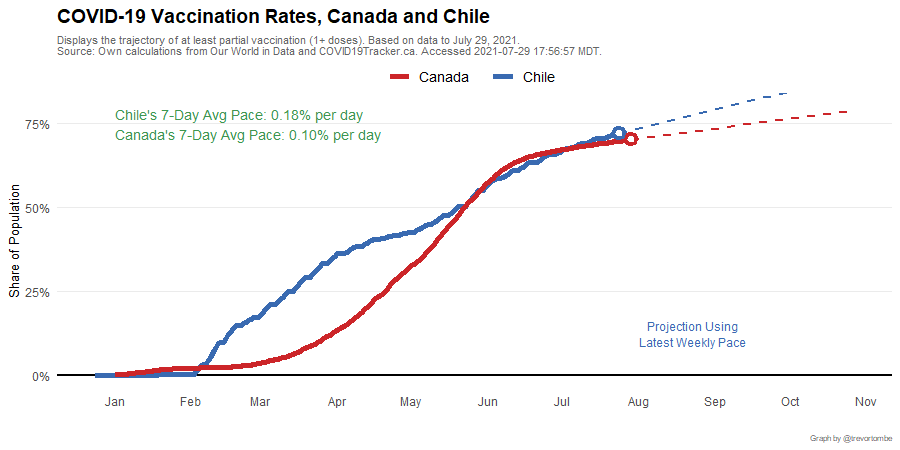 COVID-19 Vaccination Rates, Canada and Chile
Displays the trajectory of at least partial vaccination (1+ doses). Based on data to July 29, 2021.
Source: Own calculations from Our World in Data and COVID19Tracker.ca. Accessed 2021-07-29 17:56:57 MDT.
Canada Chile
Chile's 7-Day Avg Pace: 0.18% per day
Canada's 7-Day Avg Pace: 0.10% per day
75%
50%
25%
0%
Share of Population
Projection Using
Latest Weekly Pace
Jan Feb Mar Apr May Jun Jul Aug Sep Oct Nov
Graph by @trevortombe